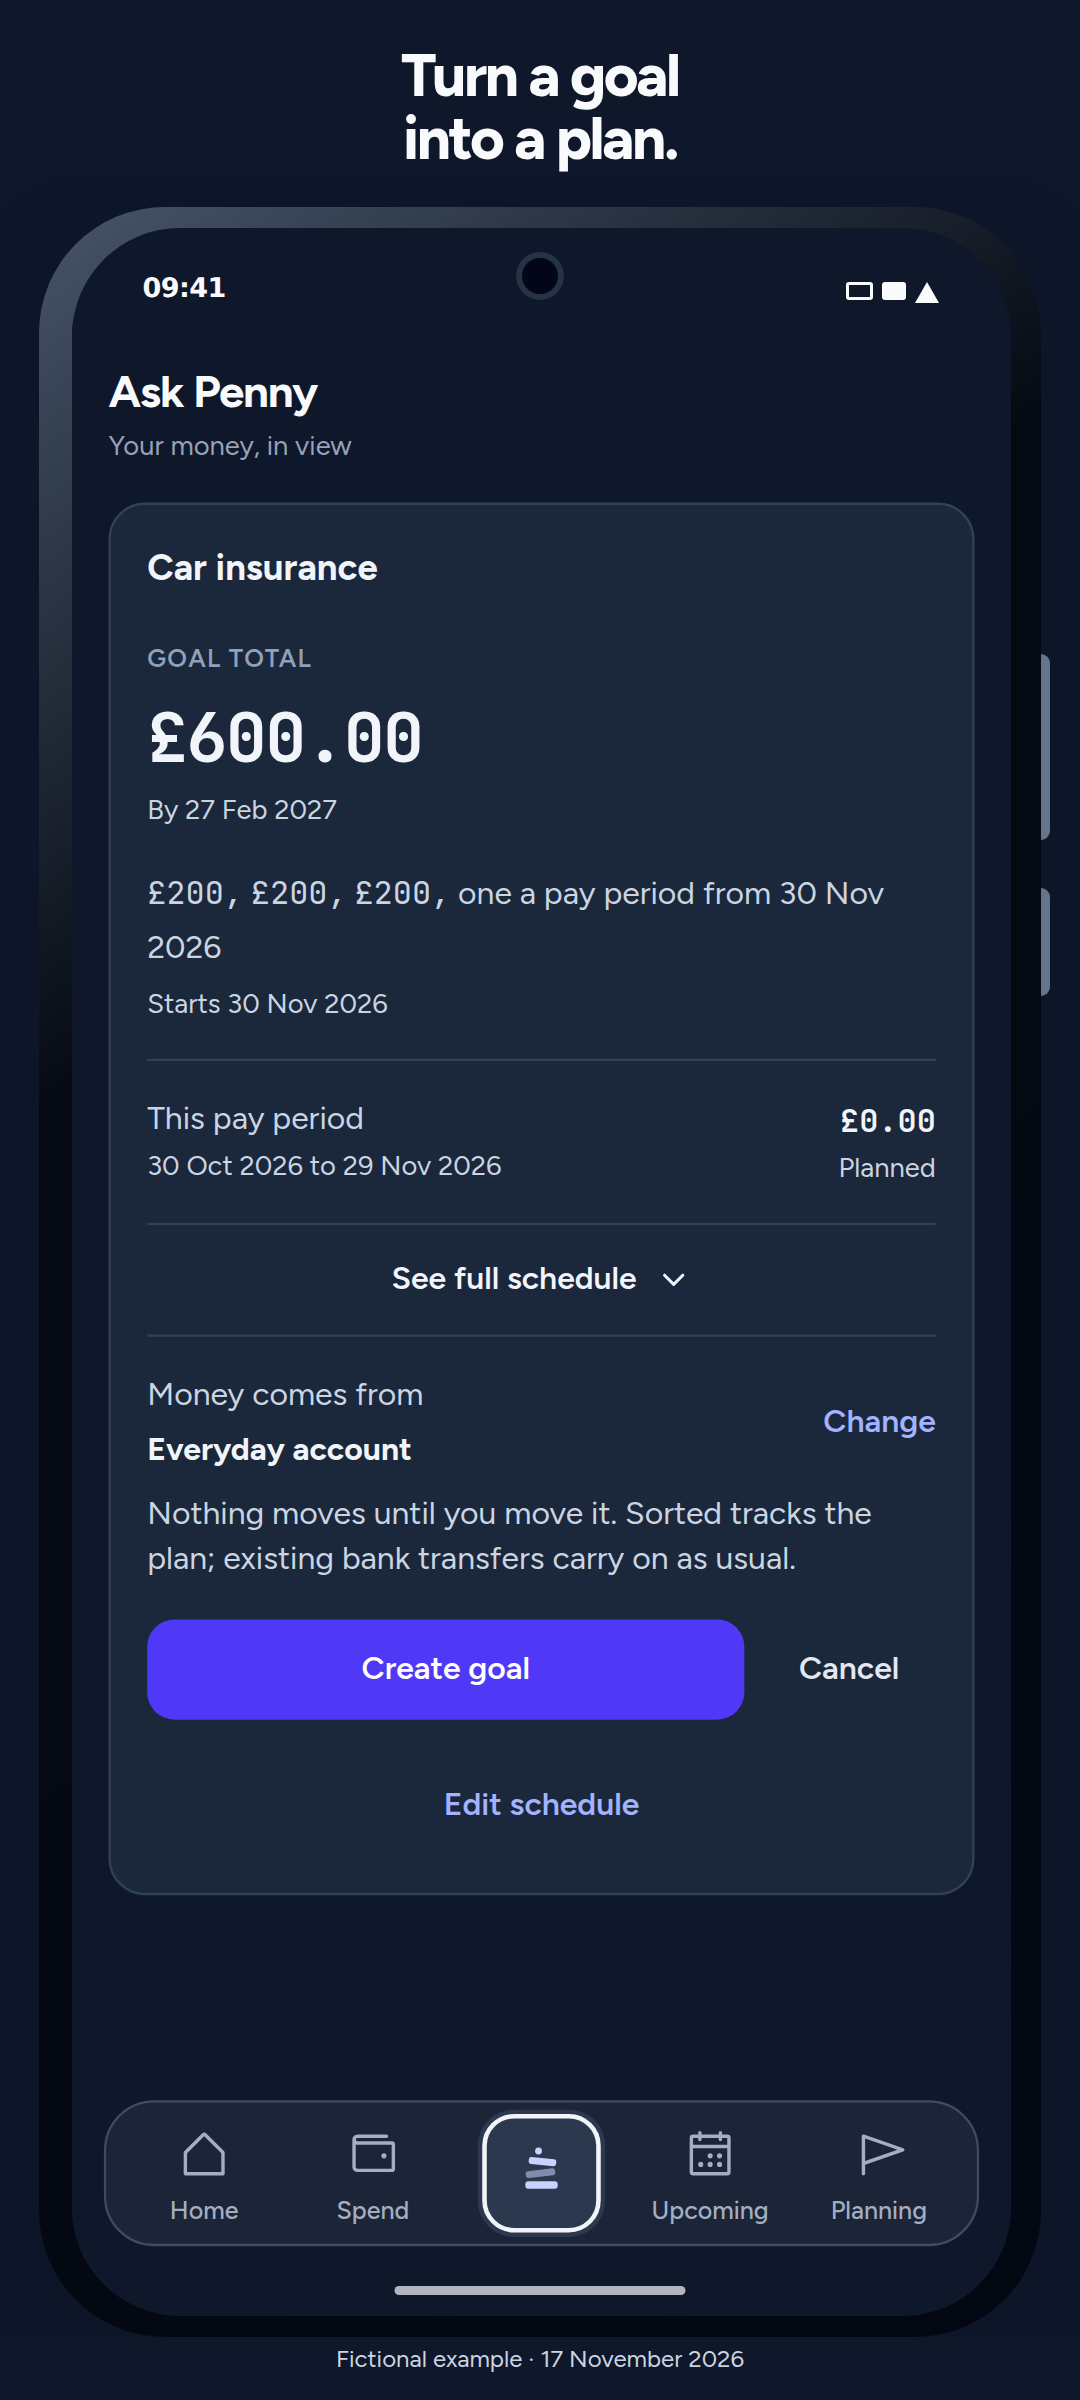 Turn a goal
into a plan.
09:41
Ask Penny
Your money, in view
Car insurance
GOAL TOTAL
£600.00
By 27 Feb 2027
£200, £200, £200, one a pay period from 30 Nov
2026
Starts 30 Nov 2026
This pay period
£0.00
30 Oct 2026 to 29 Nov 2026
Planned
See full schedule
Money comes from
Change
Everyday account
Nothing moves until you move it. Sorted tracks the
plan; existing bank transfers carry on as usual.
Create goal
Cancel
Edit schedule
Home
Spend
Upcoming
Planning
Fictional example · 17 November 2026